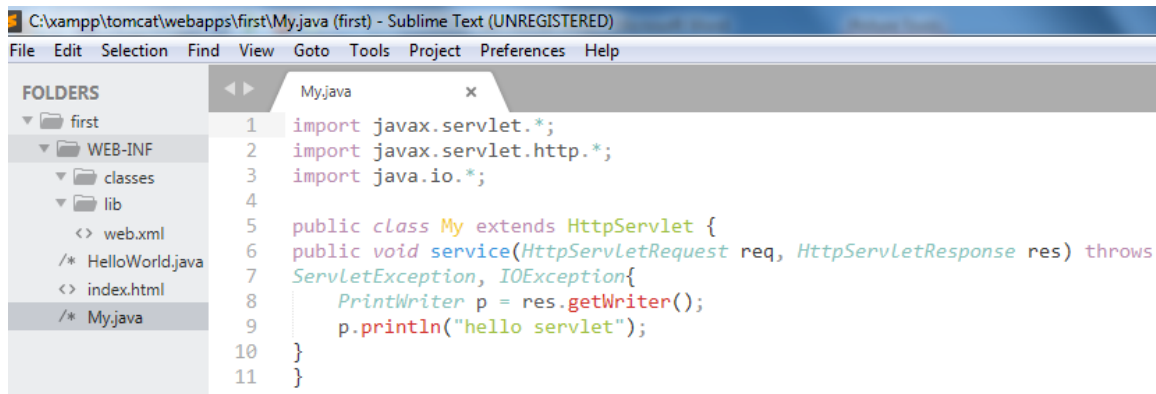 C:\xampp\tomcat\webapps\first\My.java (first) - Sublime Text (UNREGISTERED)
File Edit Selection Find View Goto Tools Project Preferences Help
FOLDERS
first
WEB-INF
classes
lib
<> web.xml
/* HelloWorld.java
<> index.html
/* My.java
My.java ×
1 import javax.servlet.*;
2 import javax.servlet.http.*;
3 import java.io.*;
4
5 public class My extends HttpServlet {
6 public void service(HttpServletRequest req, HttpServletResponse res) throws
7 ServletException, IOException{
8     PrintWriter p = res.getWriter();
9     p.println("hello servlet");
10 }
11 }